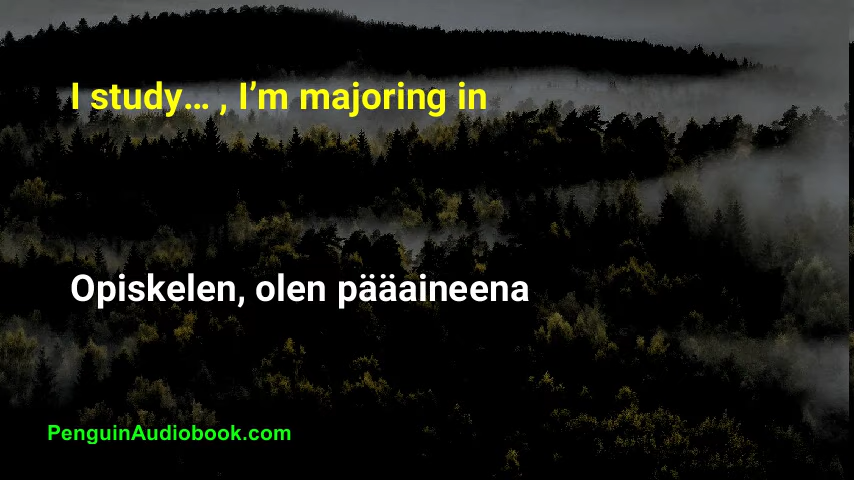 I study… , I’m majoring in
Opiskelen, olen pääaineena
PenguinAudiobook.com